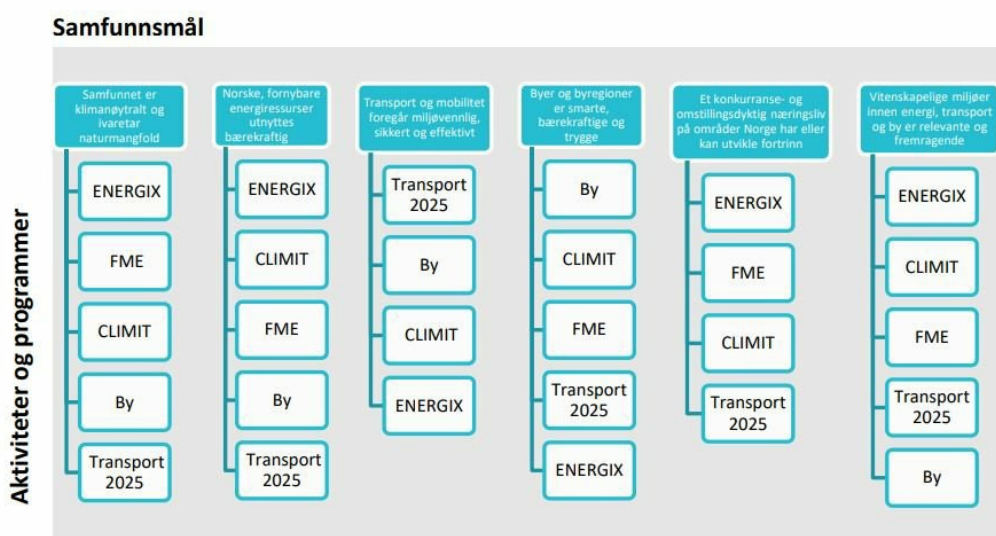 Samfunnsmål
Aktiviteter og programmer
Samfunnet er
klimanøytralt og
ivaretar
naturmangfold
ENERGIX
FME
CLIMIT
By
Transport
2025
Norske, fornybare
energiressurser
utnyttes
bærekraftig
ENERGIX
CLIMIT
FME
By
Transport
2025
Transport og mobilitet
foregår miljøvennlig,
sikkert og effektivt
Transport
2025
By
CLIMIT
ENERGIX
Byer og byregioner
er smarte,
bærekraftige og
trygge
By
CLIMIT
FME
Transport
2025
ENERGIX
Et konkurranse- og
omstillingsdyktig næringsliv
på områder Norge har eller
kan utvikle fortrinn
ENERGIX
FME
CLIMIT
Transport
2025
Vitenskapelige miljøer
innen energi, transport
og by er relevante og
fremragende
ENERGIX
CLIMIT
FME
Transport
2025
By